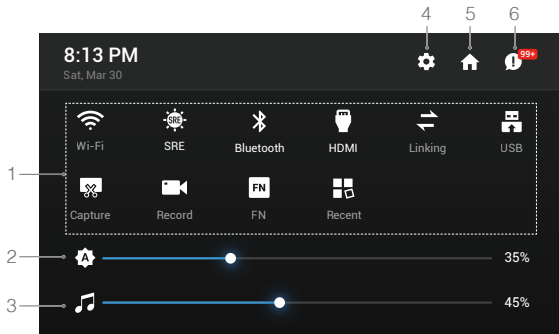 4 5 6
8:13 PM
99+
Sat, Mar 30
SRE
Wi-Fi SRE Bluetooth HDMI Linking USB
1
FN
Capture Record FN Recent
2 A 35%
3 45%